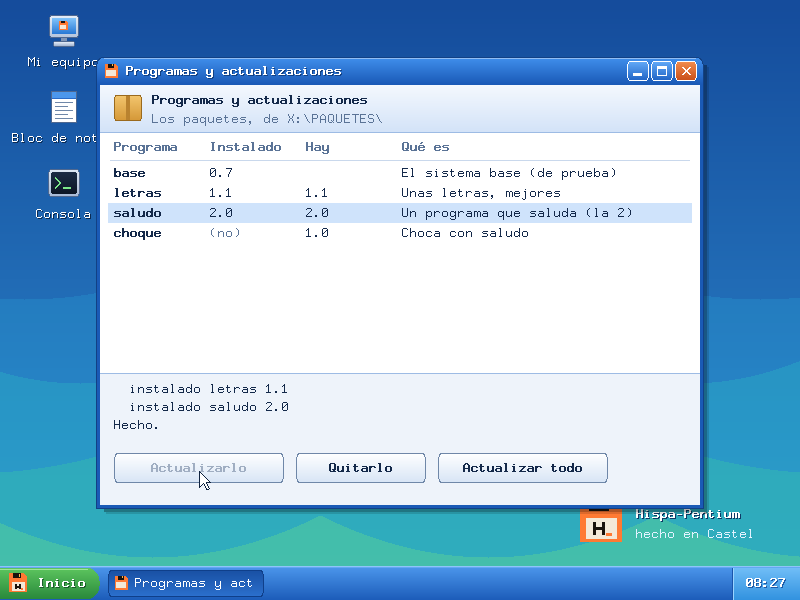 Mi equipo
Bloc de not
Consola
Programas y actualizaciones
Programas y actualizaciones
Los paquetes, de X:\PAQUETES\
Programa Instalado Hay Qué es
base 0.7 El sistema base (de prueba)
letras 1.1 1.1 Unas letras, mejores
saludo 2.0 2.0 Un programa que saluda (la 2)
choque (no) 1.0 Choca con saludo
instalado letras 1.1
instalado saludo 2.0
Hecho.
Actualizarlo Quitarlo Actualizar todo
H
Hispa-Pentium
hecho en Castel
Inicio Programas y act 08:27